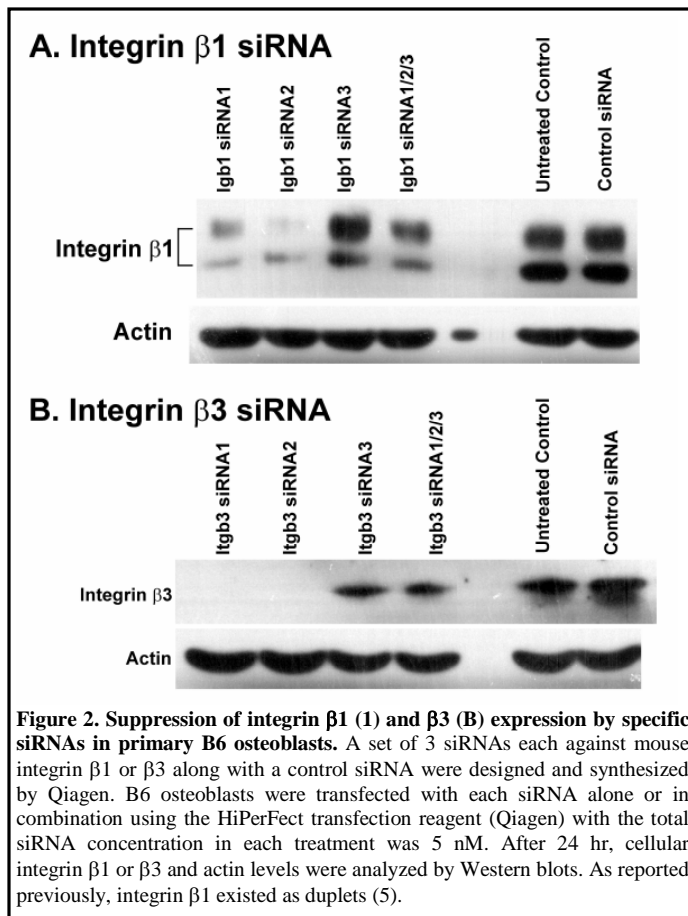 A. Integrin β1 siRNA
Igb1 siRNA1
Igb1 siRNA2
Igb1 siRNA3
Igb1 siRNA1/2/3
Untreated Control
Control siRNA
Integrin β1
Actin
B. Integrin β3 siRNA
Itgb3 siRNA1
Itgb3 siRNA2
Itgb3 siRNA3
Itgb3 siRNA1/2/3
Untreated Control
Control siRNA
Integrin β3
Actin
Figure 2. Suppression of integrin β1 (1) and β3 (B) expression by specific
siRNAs in primary B6 osteoblasts. A set of 3 siRNAs each against mouse
integrin β1 or β3 along with a control siRNA were designed and synthesized
by Qiagen. B6 osteoblasts were transfected with each siRNA alone or in
combination using the HiPerFect transfection reagent (Qiagen) with the total
siRNA concentration in each treatment was 5 nM. After 24 hr, cellular
integrin β1 or β3 and actin levels were analyzed by Western blots. As reported
previously, integrin β1 existed as duplets (5).